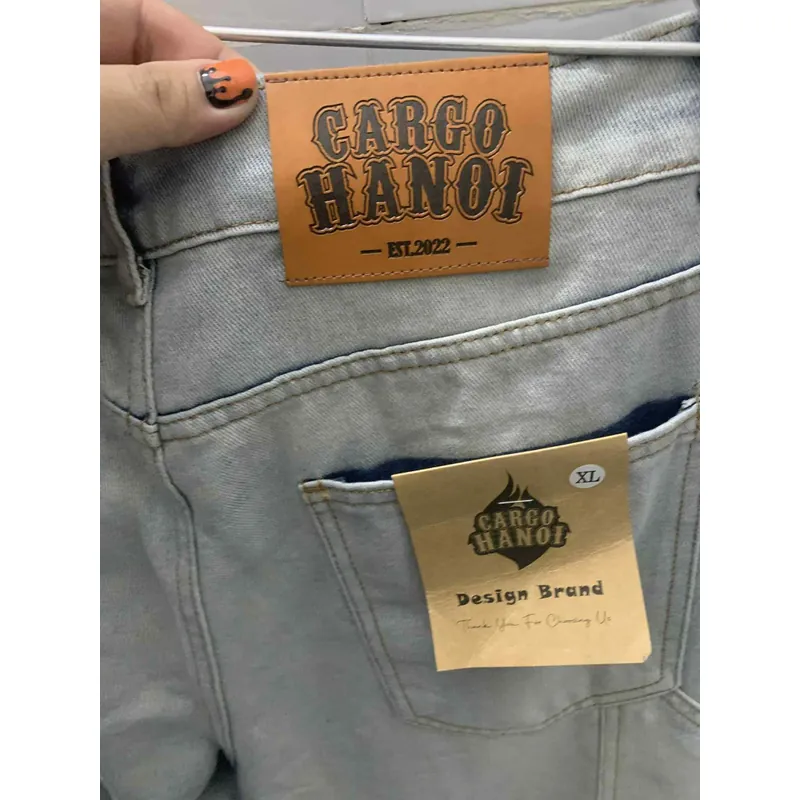 CARGO
HANOI
EST.2022
XL
CARGO
HANOI
Design Brand
Thank You For Choosing Us